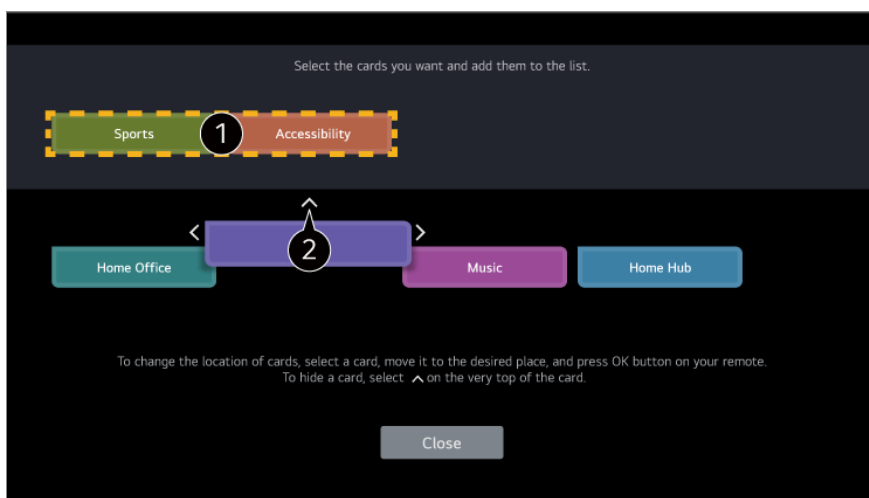 Select the cards you want and add them to the list.
Sports 1 Accessibility
2
Home Office Music Home Hub
To change the location of cards, select a card, move it to the desired place, and press OK button on your remote.
To hide a card, select on the very top of the card.
Close